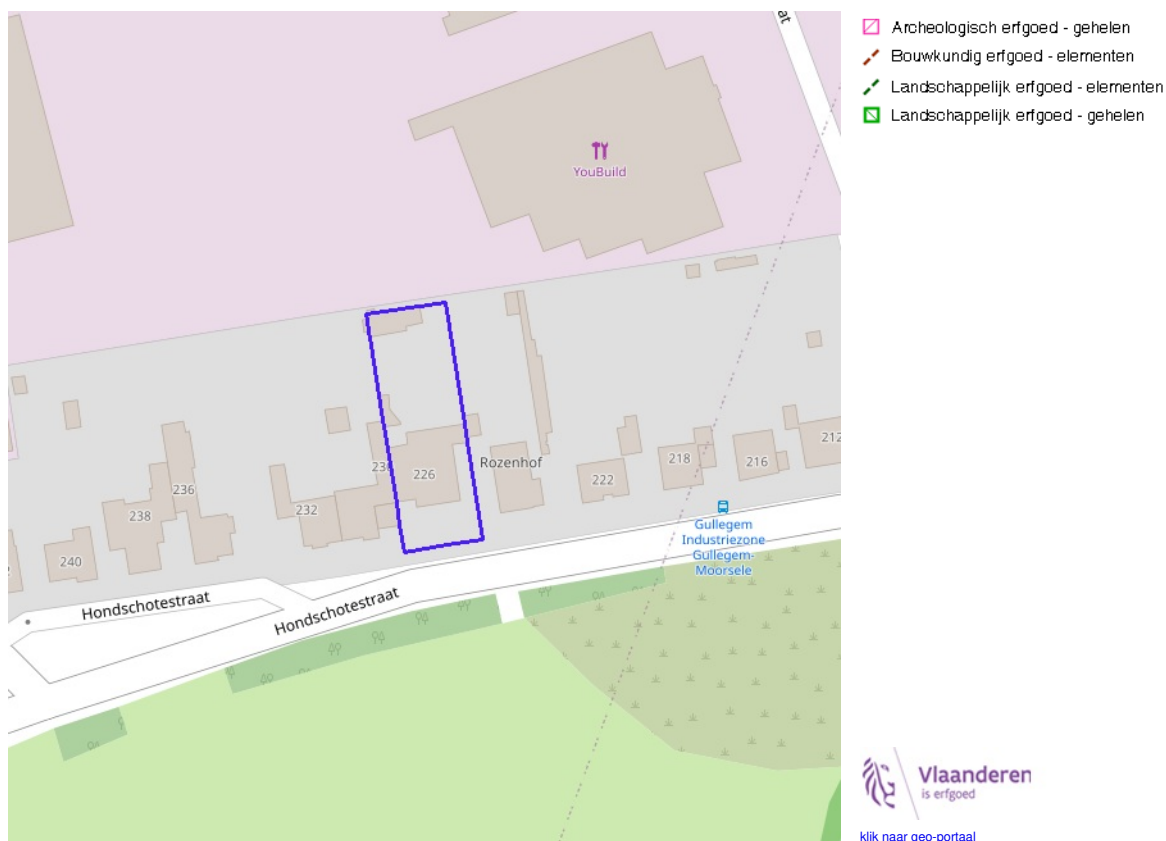 Archeologisch erfgoed - gehelen
Bouwkundig erfgoed - elementen
Landschappelijk erfgoed - elementen
Landschappelijk erfgoed - gehelen
at
YouBuild
Rozenhof
212
216
218
222
226
232
236
238
240
Gullegem
Industriezone
Gullegem-
Moorsele
Hondschotestraat
Hondschotestraat
Vlaanderen
is erfgoed
klik naar geo-portaal